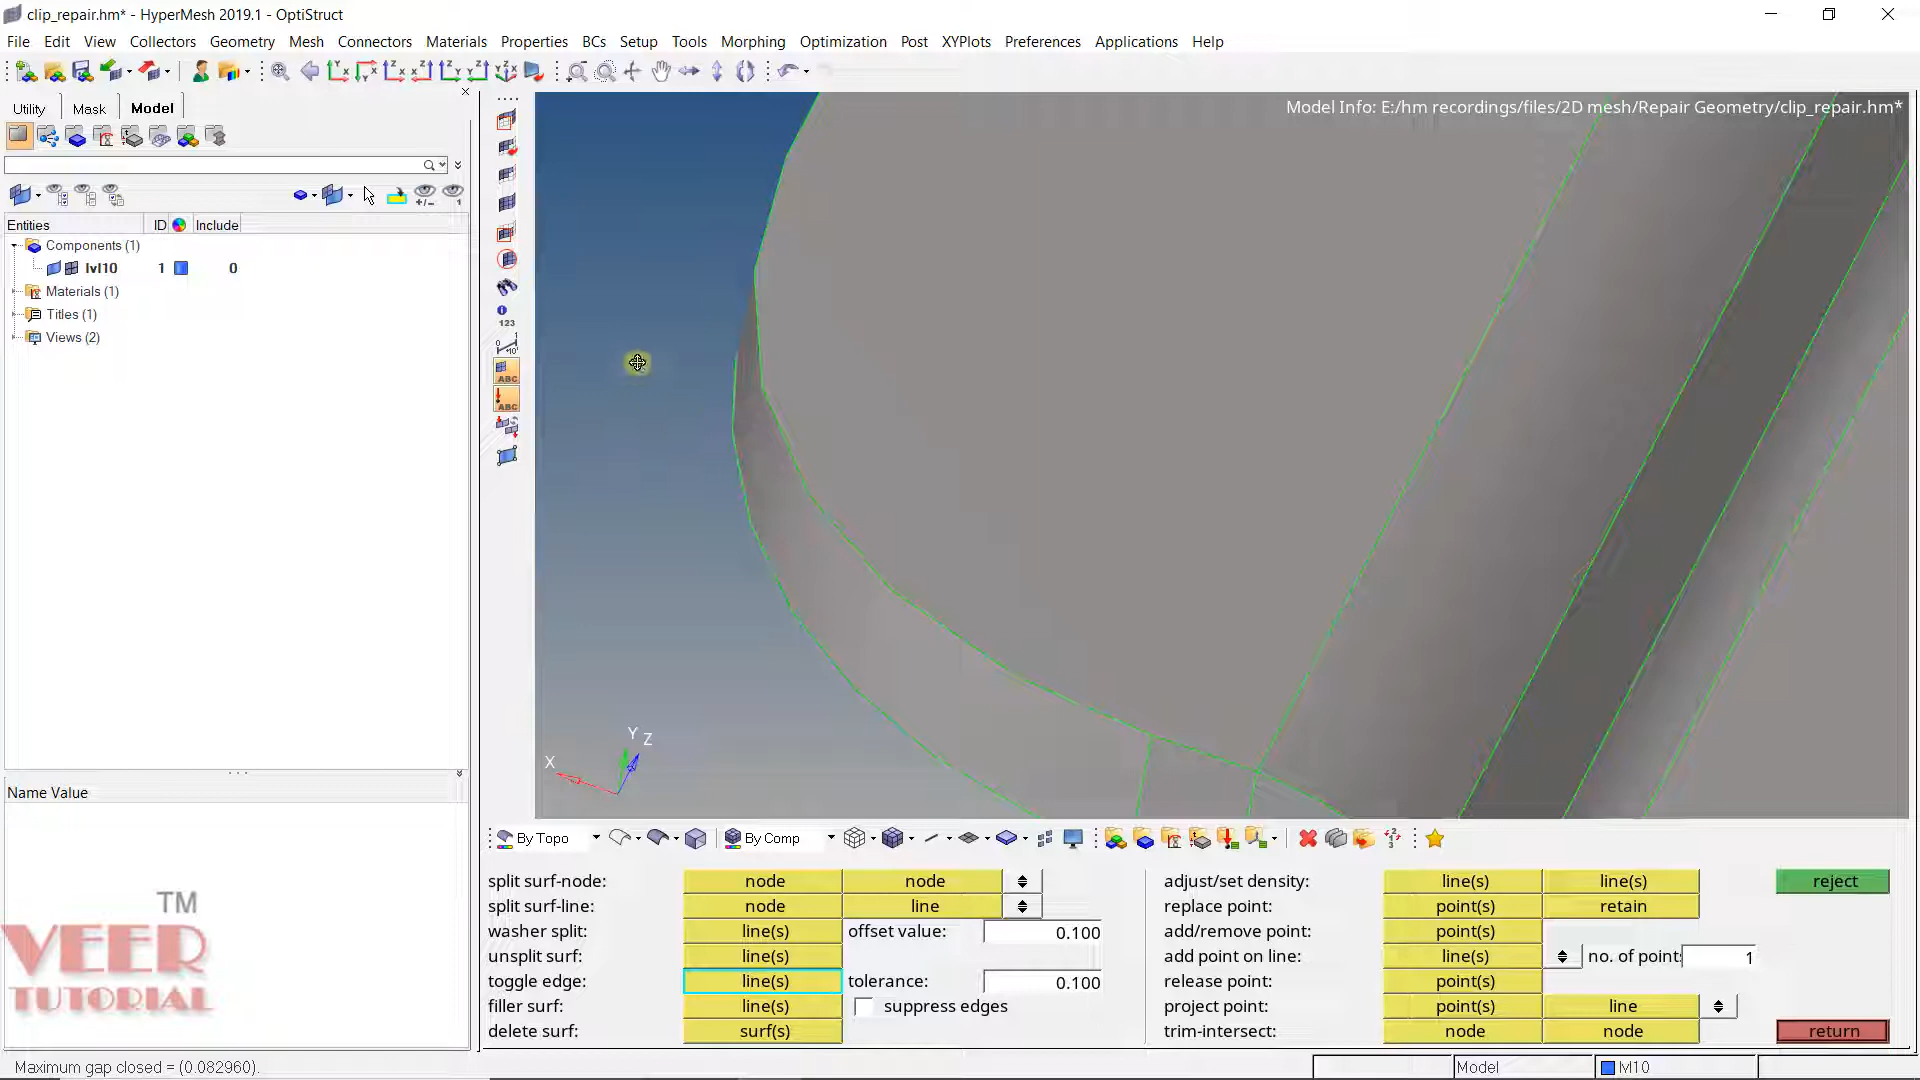 clip_repair.hm* - HyperMesh 2019.1 - OptiStruct
File Edit View Collectors Geometry Mesh Connectors Materials Properties BCs Setup Tools Morphing Optimization Post XYPlots Preferences Applications Help
Utility Mask Model
Model Info: E:/hm recordings/files/2D mesh/Repair Geometry/clip_repair.hm*
Entities ID Include
Components (1)
lvl10 1 0
Materials (1)
Titles (1)
Views (2)
123
ABC
ABC
Y
Z
X
Name Value
By Topo By Comp
split surf-node: node node adjust/set density: line(s) line(s) reject
split surf-line: node line replace point: point(s) retain
washer split: line(s) offset value: 0.100 add/remove point: point(s)
unsplit surf: line(s) add point on line: line(s) no. of point 1
toggle edge: line(s) tolerance: 0.100 release point: point(s)
filler surf: line(s) suppress edges project point: point(s) line
delete surf: surf(s) trim-intersect: node node return
TM
VEER
TUTORIAL
Maximum gap closed = (0.082960). Model lvl10